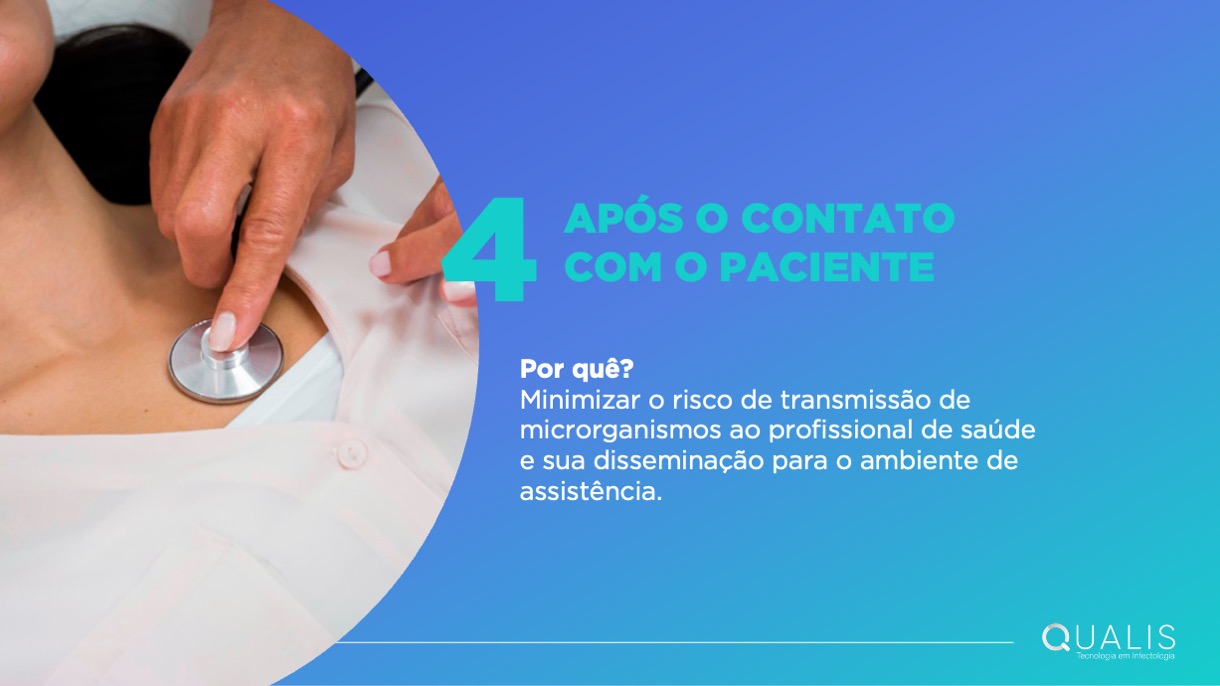 4 APÓS O CONTATO
COM O PACIENTE
Por quê?
Minimizar o risco de transmissão de
microrganismos ao profissional de saúde
e sua disseminação para o ambiente de
assistência.
QUALIS
Tecnologia em Infectologia